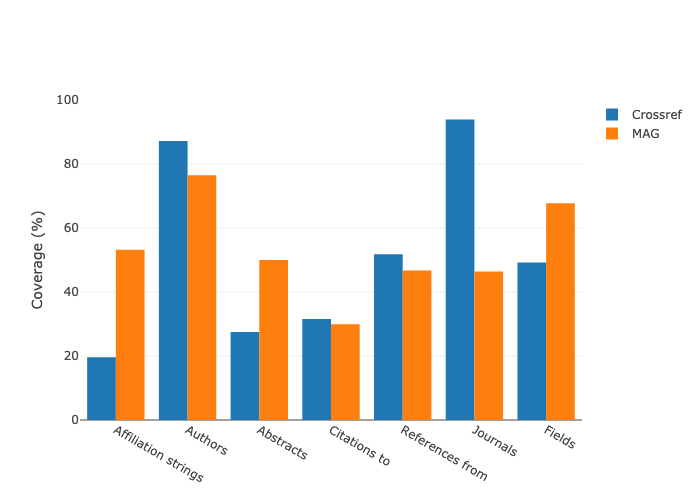 100
80
60
40
20
0
Coverage (%)
Affiliation strings
Authors
Abstracts
Citations to
References from
Journals
Fields
Crossref
MAG